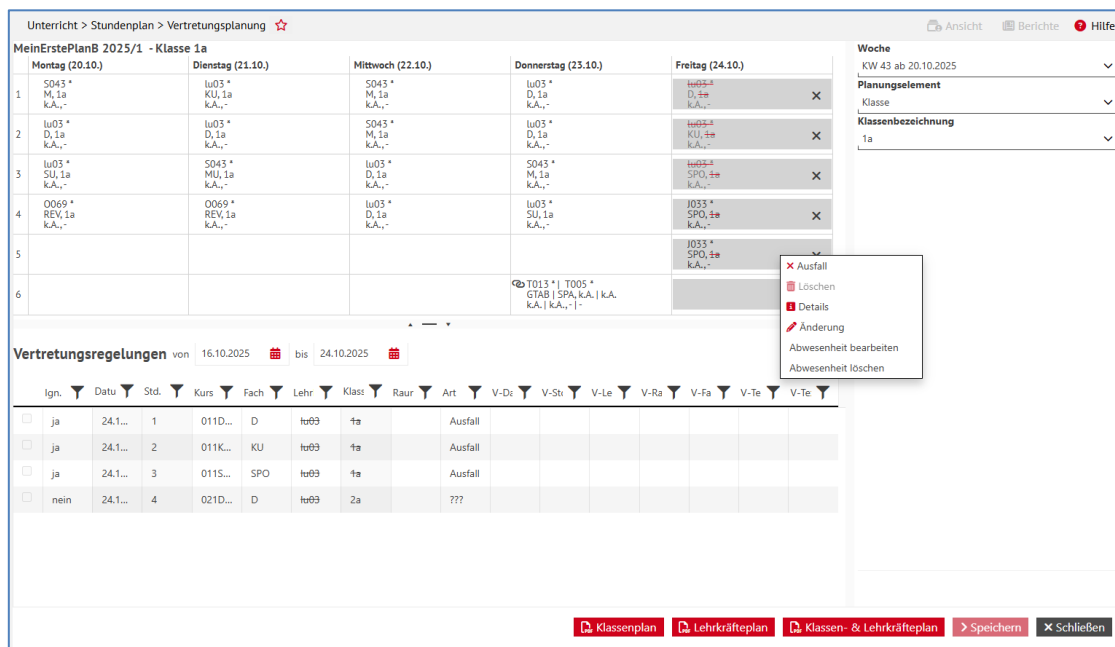 Unterricht > Stundenplan > Vertretungsplanung
Ansicht Berichte Hilfe
MeinErstePlanB 2025/1 - Klasse 1a
Montag (20.10.) Dienstag (21.10.) Mittwoch (22.10.) Donnerstag (23.10.) Freitag (24.10.)
1
S043 *
M, 1a
k.A.,-
lu03 *
KU, 1a
k.A.,-
S043 *
M, 1a
k.A.,-
lu03 *
D, 1a
k.A.,-
lu03 *
D, 1a
k.A.,-
2
lu03 *
D, 1a
k.A.,-
lu03 *
D, 1a
k.A.,-
S043 *
M, 1a
k.A.,-
lu03 *
D, 1a
k.A.,-
lu03 *
KU, 1a
k.A.,-
3
lu03 *
SU, 1a
k.A.,-
S043 *
MU, 1a
k.A.,-
lu03 *
D, 1a
k.A.,-
S043 *
M, 1a
k.A.,-
lu03 *
SPO, 1a
k.A.,-
4
O069 *
REV, 1a
k.A.,-
O069 *
REV, 1a
k.A.,-
lu03 *
D, 1a
k.A.,-
lu03 *
SU, 1a
k.A.,-
J033 *
SPO, 1a
k.A.,-
5
J033 *
SPO, 1a
k.A.,-
6
T013 * | T005 *
GTAB | SPA, k.A. | k.A.
k.A. | k.A., - | -
Woche
KW 43 ab 20.10.2025
Planungselement
Klasse
Klassenbezeichnung
1a
Ausfall
Löschen
Details
Änderung
Abwesenheit bearbeiten
Abwesenheit löschen
Vertretungsregelungen von 16.10.2025 bis 24.10.2025
Ign. Datu Std. Kurs Fach Lehr Klass Raur Art V-Da V-Stu V-Le V-Ra V-Fa V-Te V-Te
ja 24.1... 1 011D... D lu03 1a Ausfall
ja 24.1... 2 011K... KU lu03 1a Ausfall
ja 24.1... 3 011S... SPO lu03 1a Ausfall
nein 24.1... 4 021D... D lu03 2a ???
Klassenplan Lehrkräfteplan Klassen- & Lehrkräfteplan Speichern Schließen